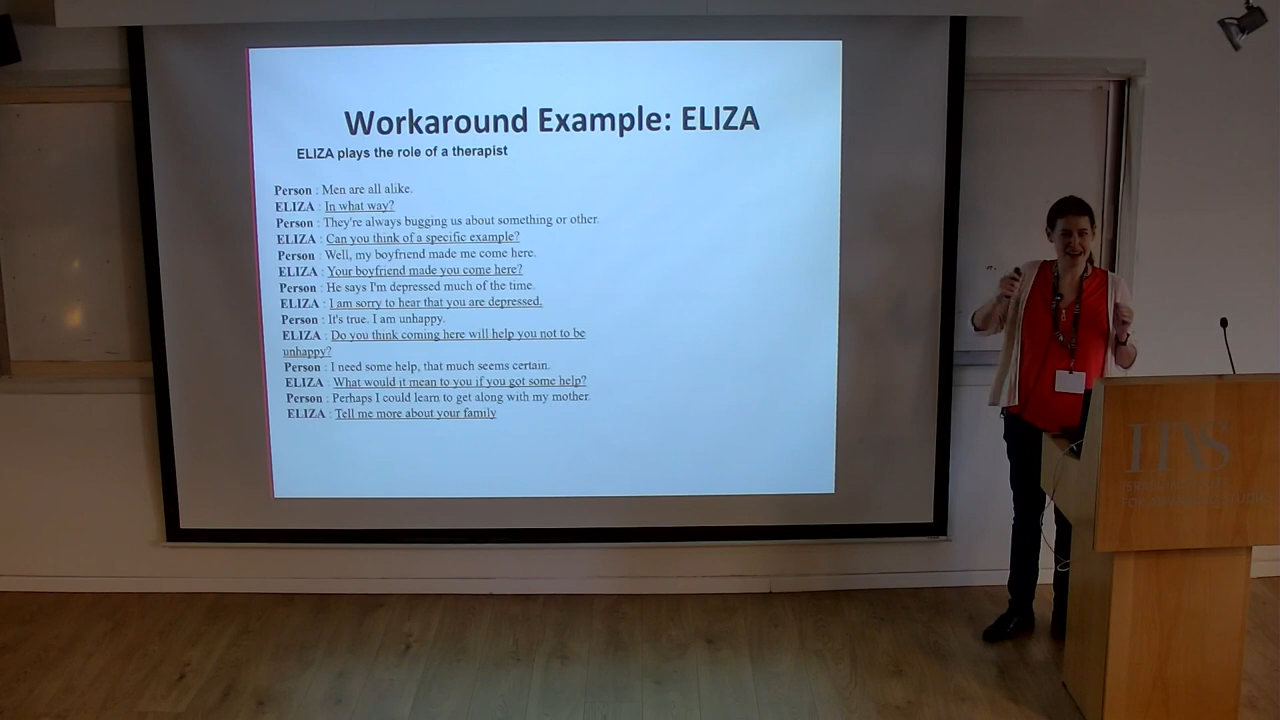 Workaround Example: ELIZA
ELIZA plays the role of a therapist
Person : Men are all alike.
ELIZA : In what way?
Person : They're always bugging us about something or other.
ELIZA : Can you think of a specific example?
Person : Well, my boyfriend made me come here.
ELIZA : Your boyfriend made you come here?
Person : He says I'm depressed much of the time.
ELIZA : I am sorry to hear that you are depressed.
Person : It's true. I am unhappy.
ELIZA : Do you think coming here will help you not to be
unhappy?
Person : I need some help, that much seems certain.
ELIZA : What would it mean to you if you got some help?
Person : Perhaps I could learn to get along with my mother.
ELIZA : Tell me more about your family
IIAS